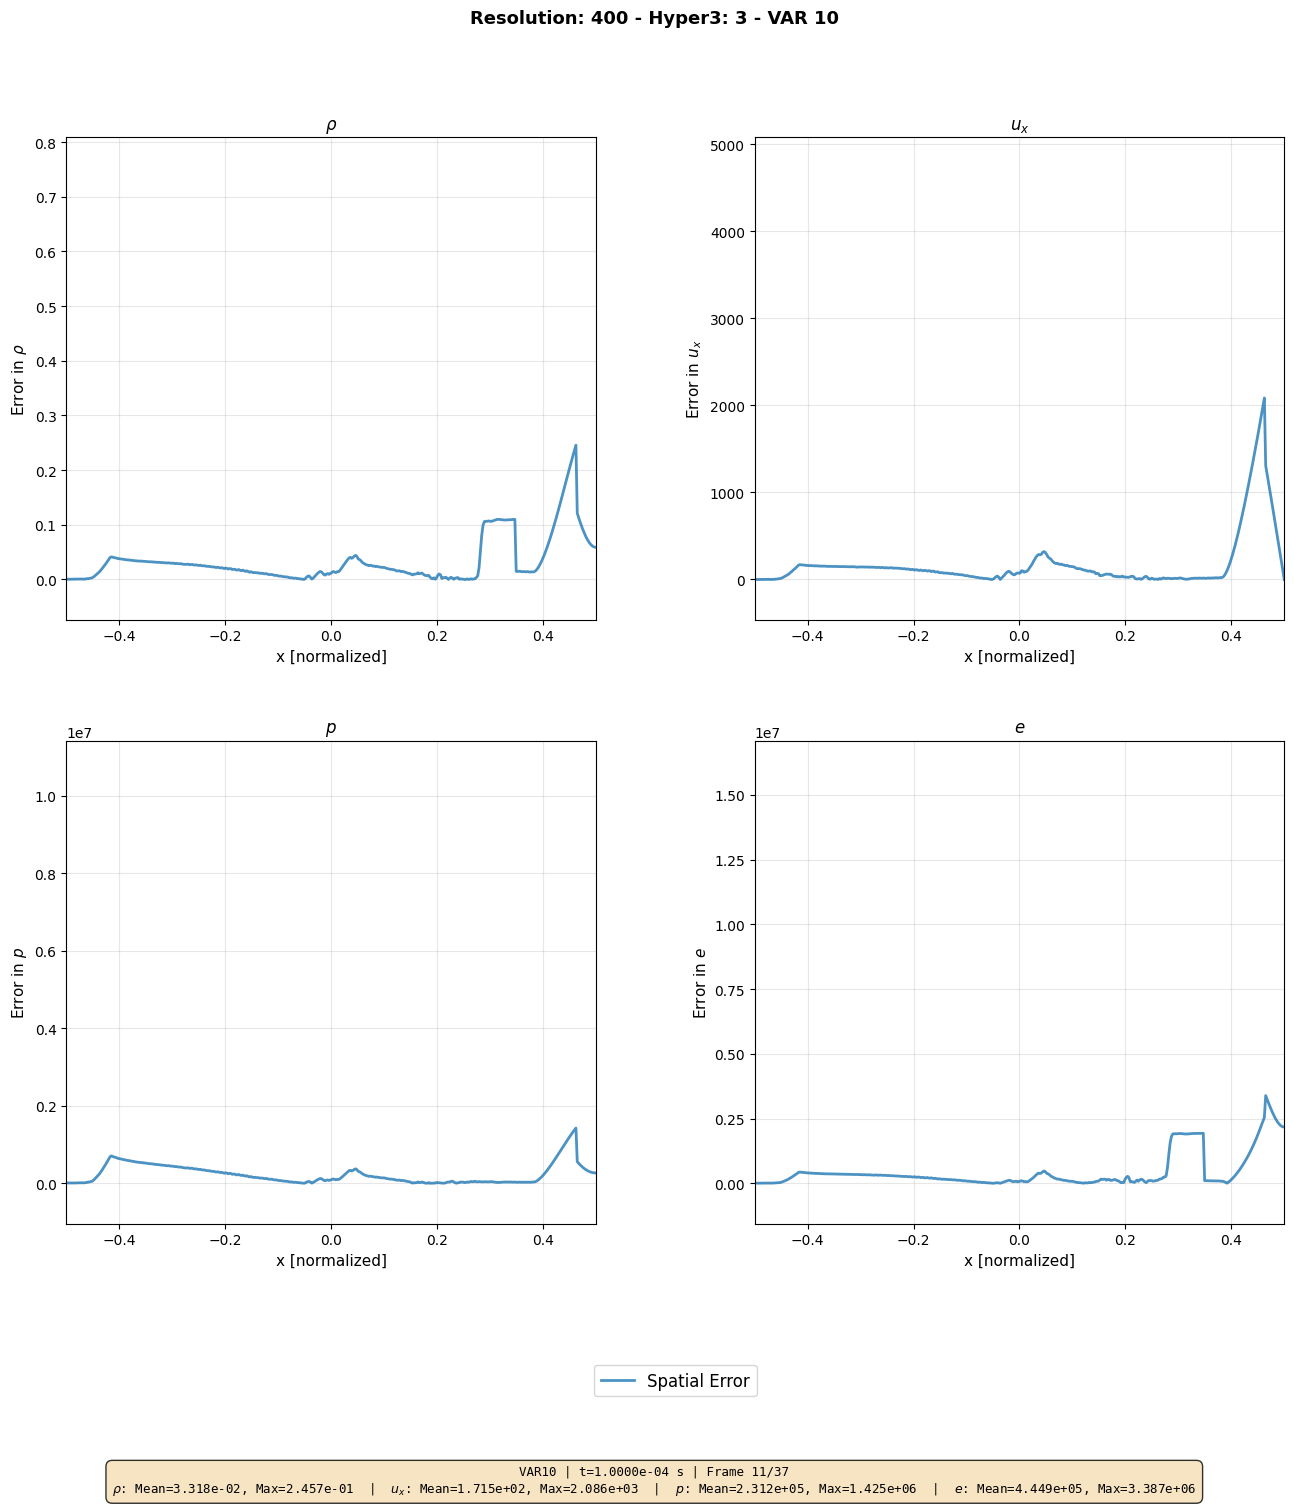 Resolution: 400 - Hyper3: 3 - VAR 10
ρ
Error in ρ
0.8
0.7
0.6
0.5
0.4
0.3
0.2
0.1
0.0
−0.4 −0.2 0.0 0.2 0.4
x [normalized]
uₓ
Error in uₓ
5000
4000
3000
2000
1000
0
−0.4 −0.2 0.0 0.2 0.4
x [normalized]
p
1e7
Error in p
1.0
0.8
0.6
0.4
0.2
0.0
−0.4 −0.2 0.0 0.2 0.4
x [normalized]
e
1e7
Error in e
1.50
1.25
1.00
0.75
0.50
0.25
0.00
−0.4 −0.2 0.0 0.2 0.4
x [normalized]
Spatial Error
VAR10 | t=1.0000e-04 s | Frame 11/37
ρ: Mean=3.318e-02, Max=2.457e-01 | uₓ: Mean=1.715e+02, Max=2.086e+03 | p: Mean=2.312e+05, Max=1.425e+06 | e: Mean=4.449e+05, Max=3.387e+06